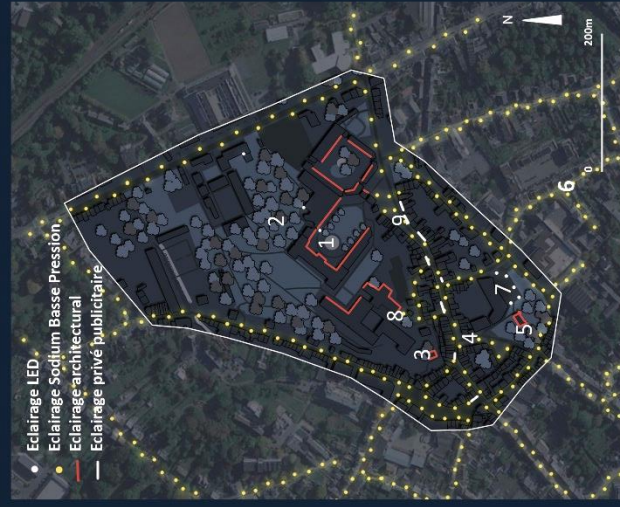 Eclairage LED
Eclairage Sodium Basse Pression
Eclairage architectural
Eclairage privé publicitaire
N
200m
0
1
2
3
4
5
6
7
8
9